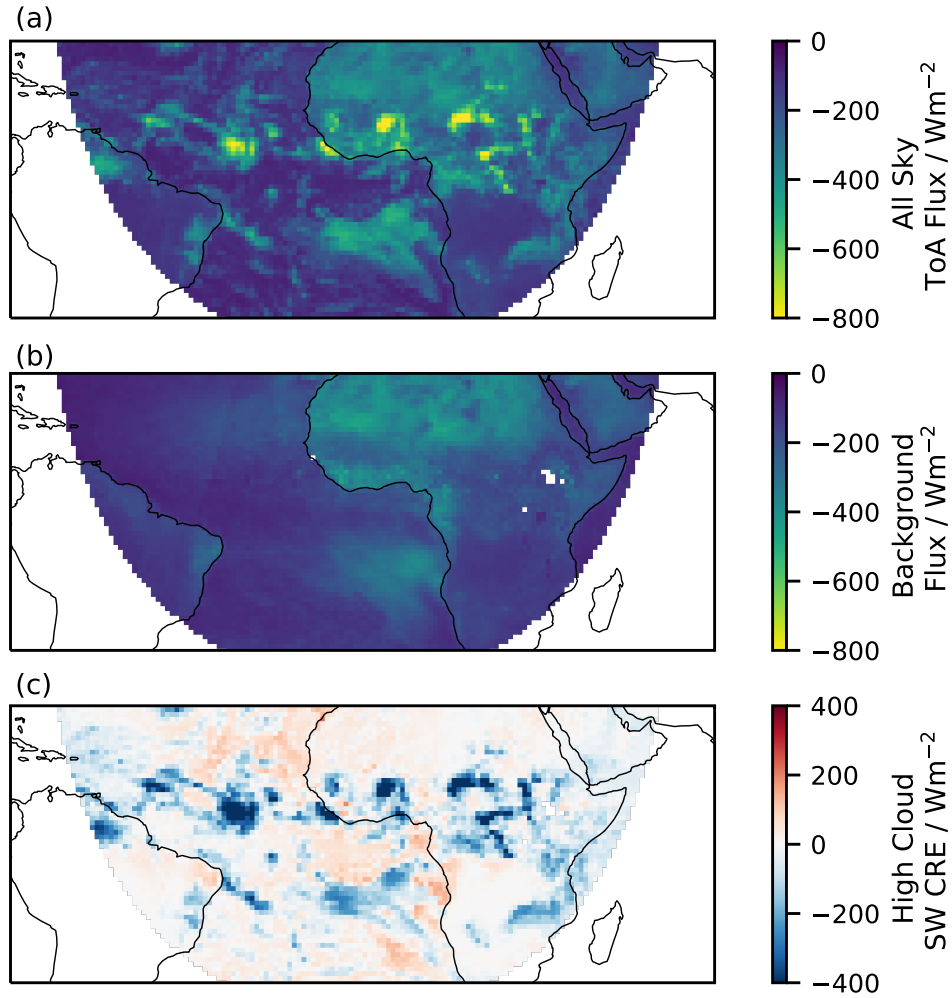 (a)
0
−200
−400
−600
−800
All Sky
ToA Flux / Wm⁻²
(b)
0
−200
−400
−600
−800
Background
Flux / Wm⁻²
(c)
400
200
0
−200
−400
High Cloud
SW CRE / Wm⁻²